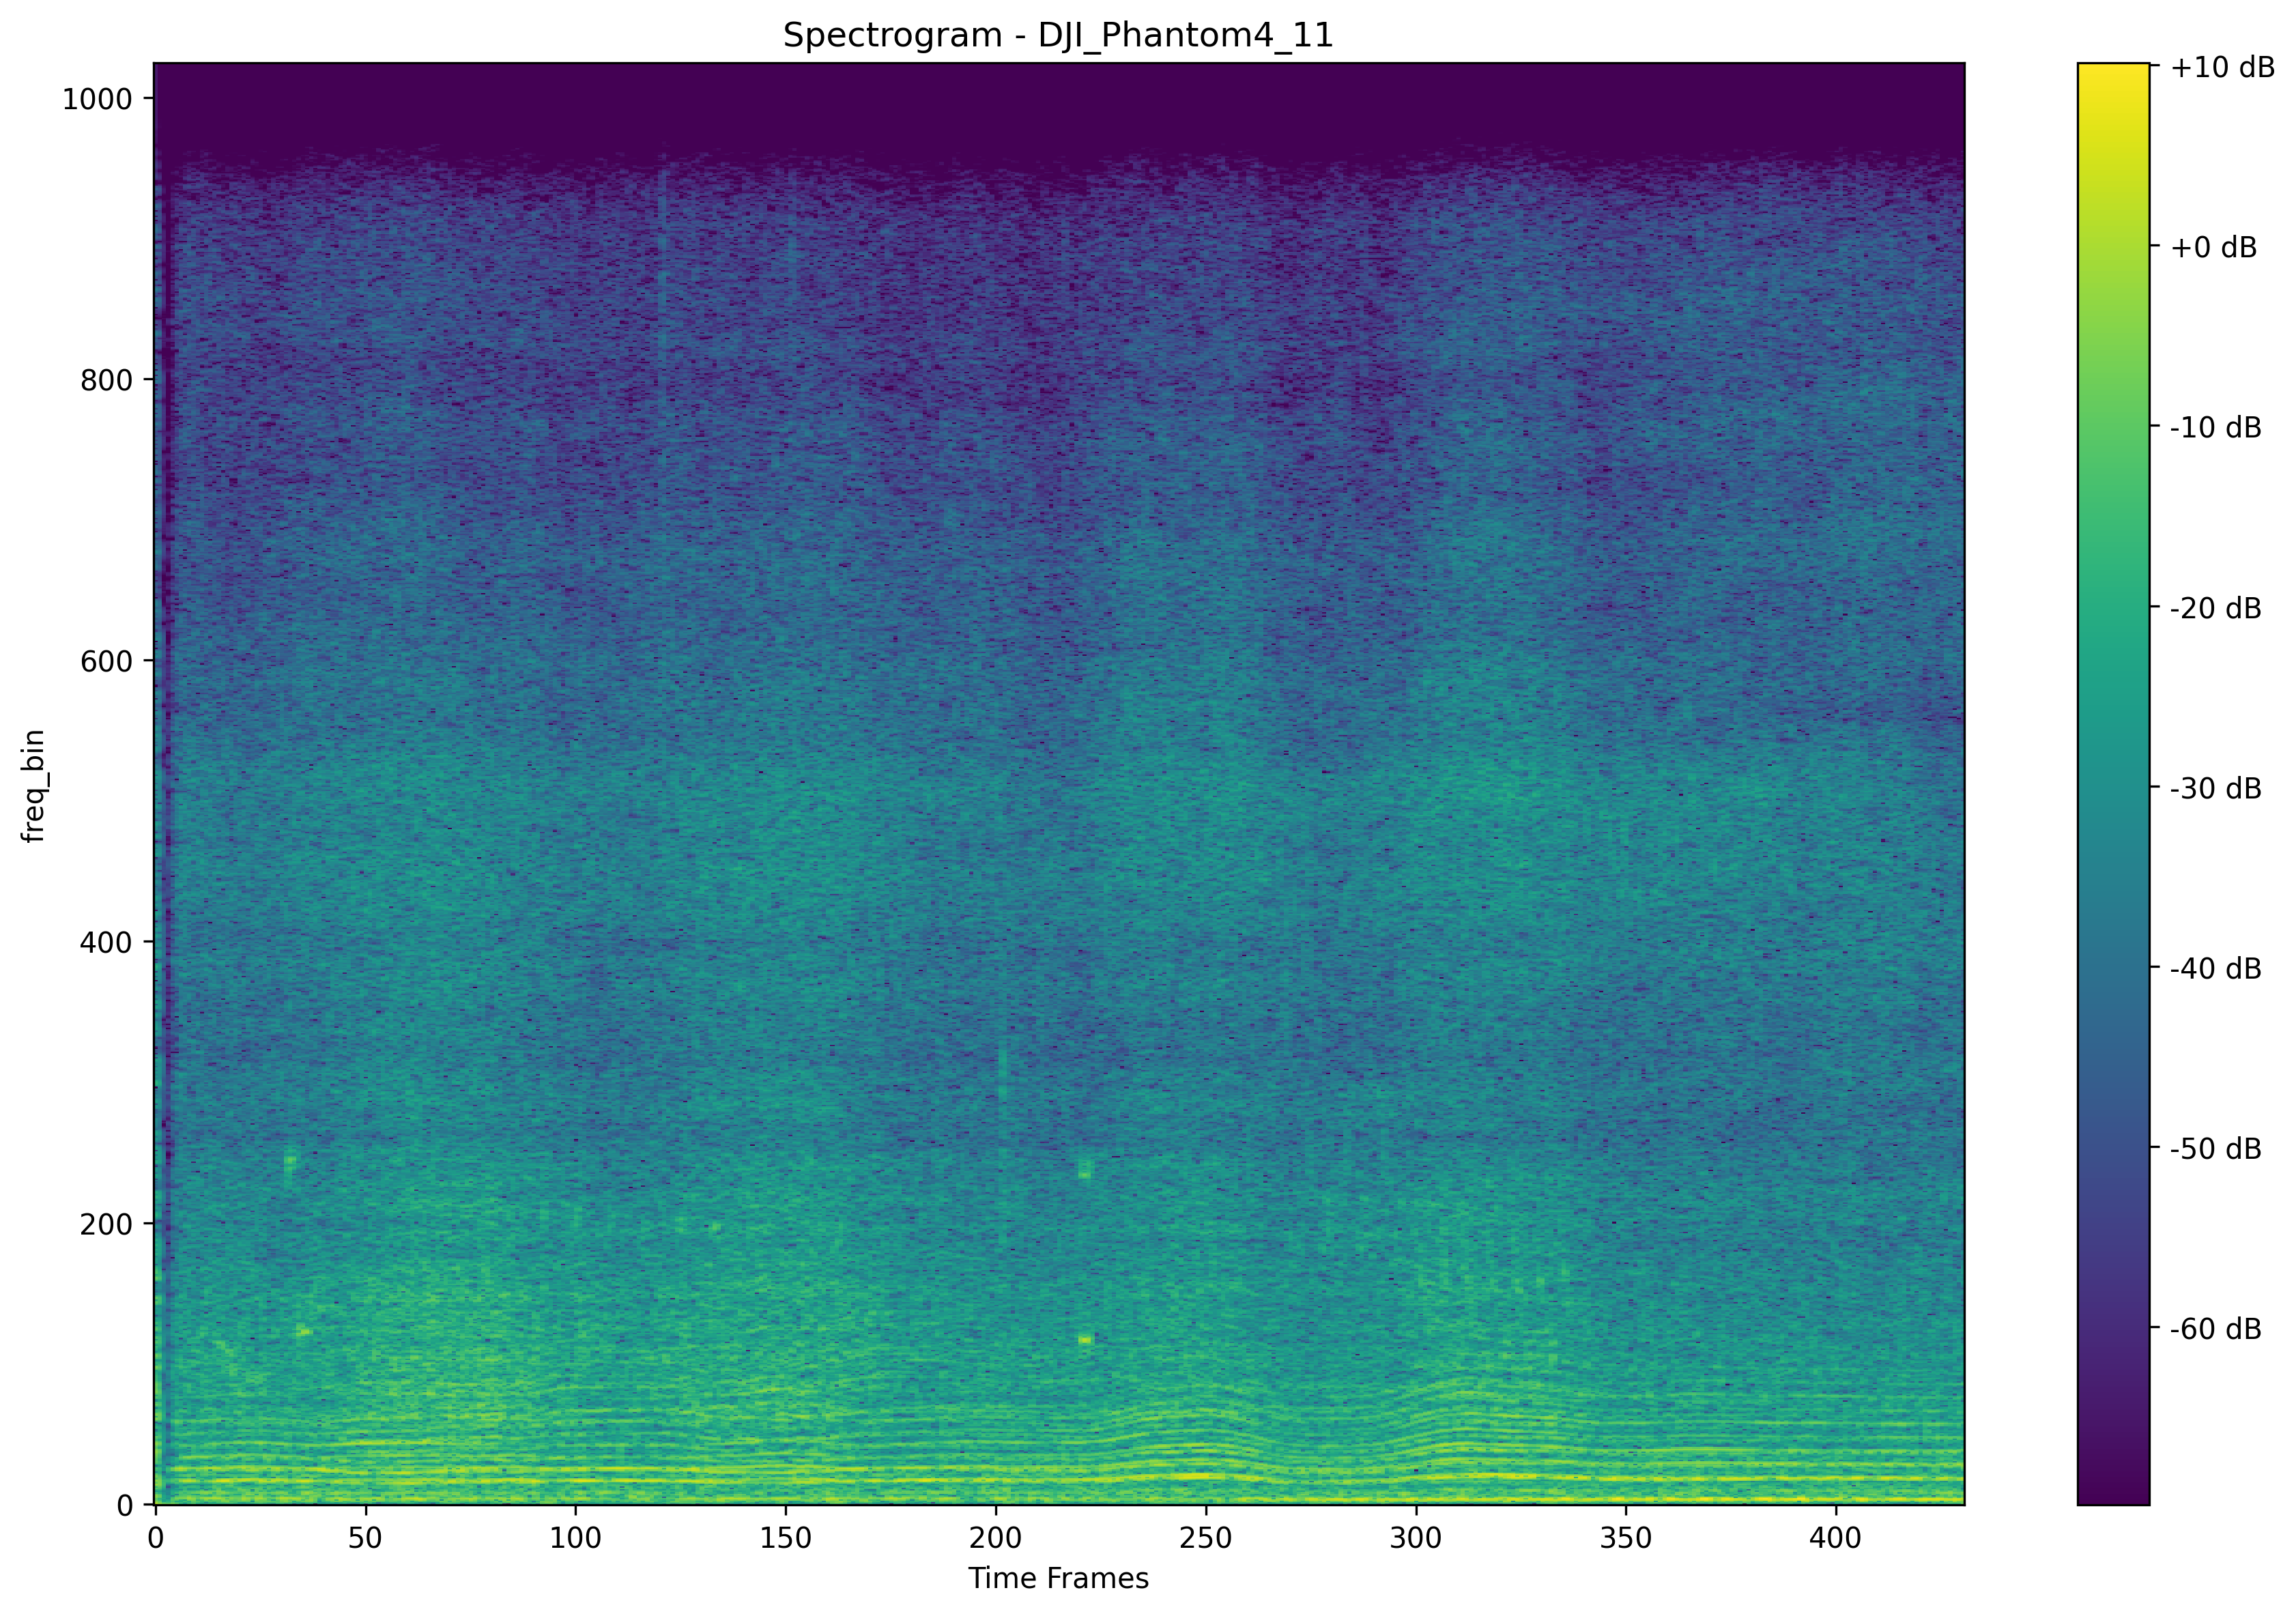 Spectrogram - DJI_Phantom4_11
1000
800
600
400
200
0
freq_bin
0 50 100 150 200 250 300 350 400
Time Frames
+10 dB
+0 dB
-10 dB
-20 dB
-30 dB
-40 dB
-50 dB
-60 dB